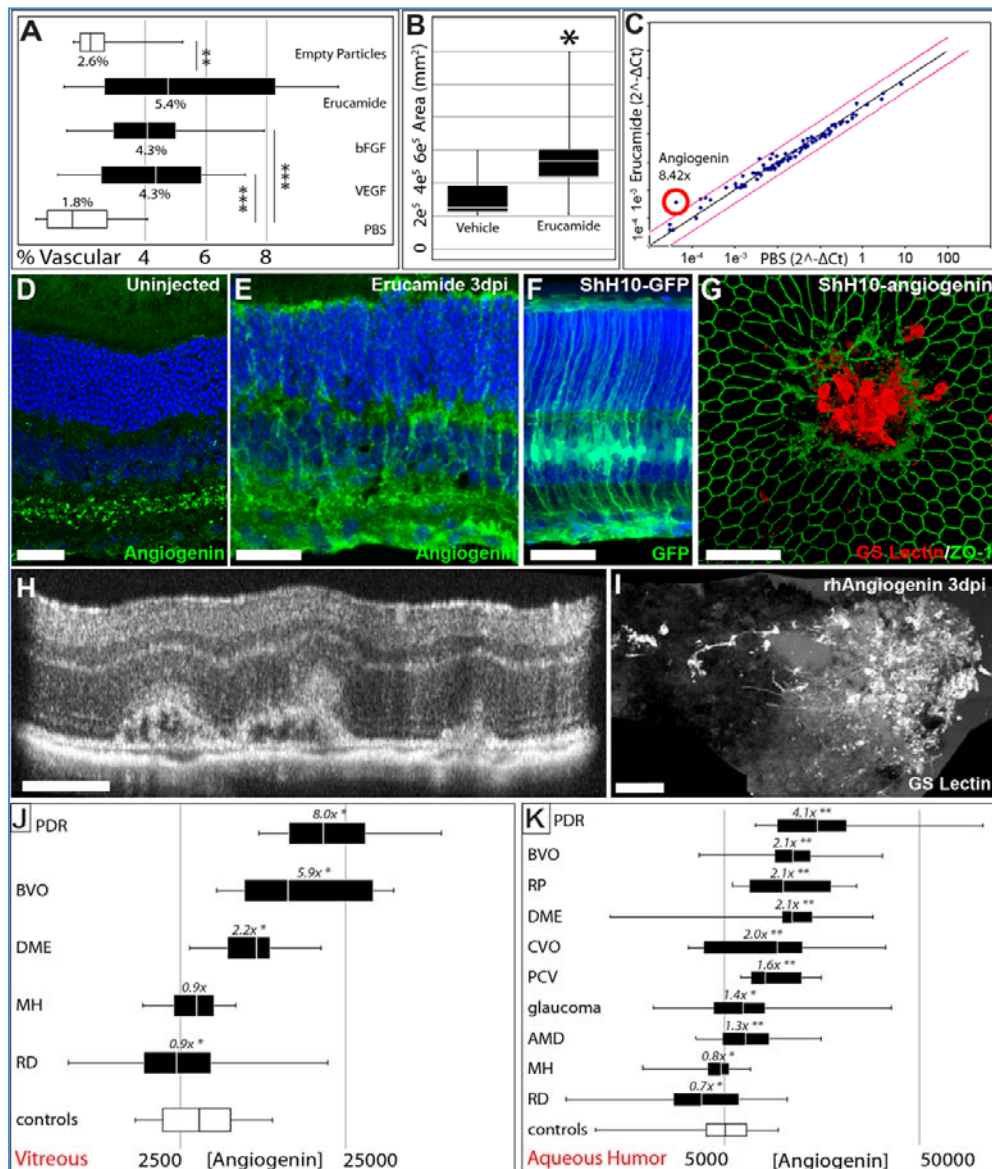 A
Empty Particles
2.6%
**
Erucamide
5.4%
bFGF
4.3%
***
VEGF
4.3%
***
1.8%
PBS
% Vascular 4 6 8
B
*
0 2e⁵ 4e⁵ 6e⁵ Area (mm²)
Vehicle Erucamide
C
1e⁻⁴ 1e⁻³ Erucamide (2^-ΔCt)
Angiogenin
8.42x
1e⁻⁴ 1e⁻³ PBS (2^-ΔCt) 1 100
D Uninjected
Angiogenin
E Erucamide 3dpi
Angiogenin
F ShH10-GFP
GFP
G ShH10-angiogenin
GS Lectin/ZO-1
H
I rhAngiogenin 3dpi
GS Lectin
J
PDR 8.0x *
BVO 5.9x *
DME 2.2x *
MH 0.9x
RD 0.9x *
controls
Vitreous 2500 [Angiogenin] 25000
K
PDR 4.1x **
BVO 2.1x **
RP 2.1x **
DME 2.1x **
CVO 2.0x **
PCV 1.6x **
glaucoma 1.4x *
AMD 1.3x **
MH 0.8x *
RD 0.7x *
controls
Aqueous Humor 5000 [Angiogenin] 50000